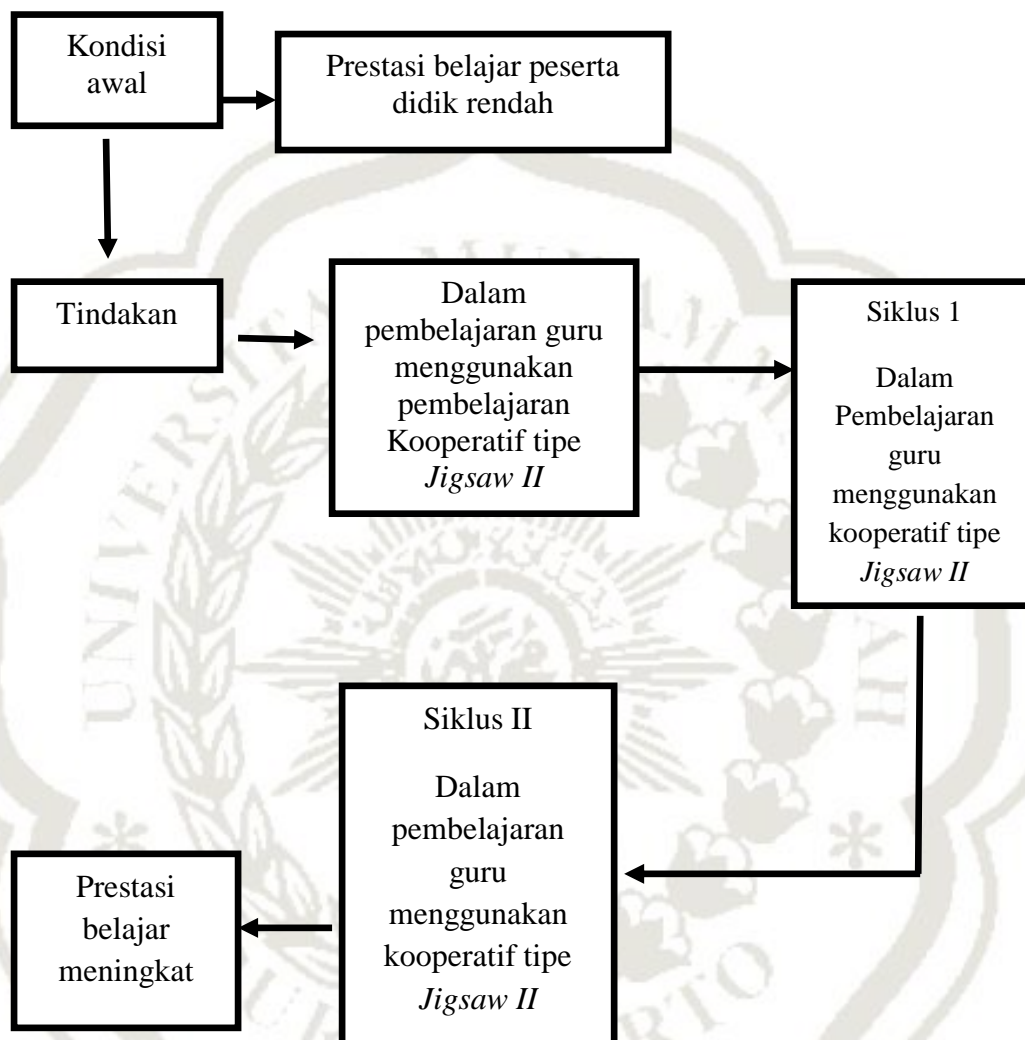 Kondisi
awal
Prestasi belajar peserta
didik rendah
Tindakan
Dalam
pembelajaran guru
menggunakan
pembelajaran
Kooperatif tipe
Jigsaw II
Siklus 1
Dalam
Pembelajaran
guru
menggunakan
kooperatif tipe
Jigsaw II
Siklus II
Dalam
pembelajaran
guru
menggunakan
kooperatif tipe
Jigsaw II
Prestasi
belajar
meningkat